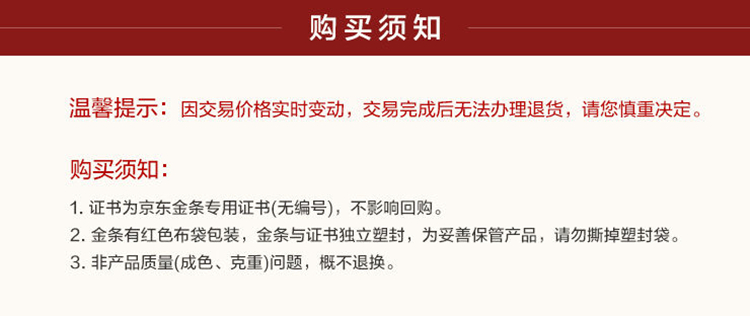 购买须知
温馨提示：因交易价格实时变动，交易完成后无法办理退货，请您慎重决定。
购买须知：
1. 证书为京东金条专用证书(无编号)，不影响回购。
2. 金条有红色布袋包装，金条与证书独立塑封，为妥善保管产品，请勿撕掉塑封袋。
3. 非产品质量(成色、克重)问题，概不退换。